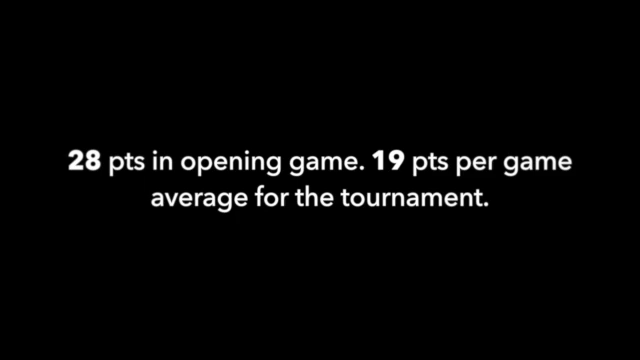 28 pts in opening game. 19 pts per game
average for the tournament.